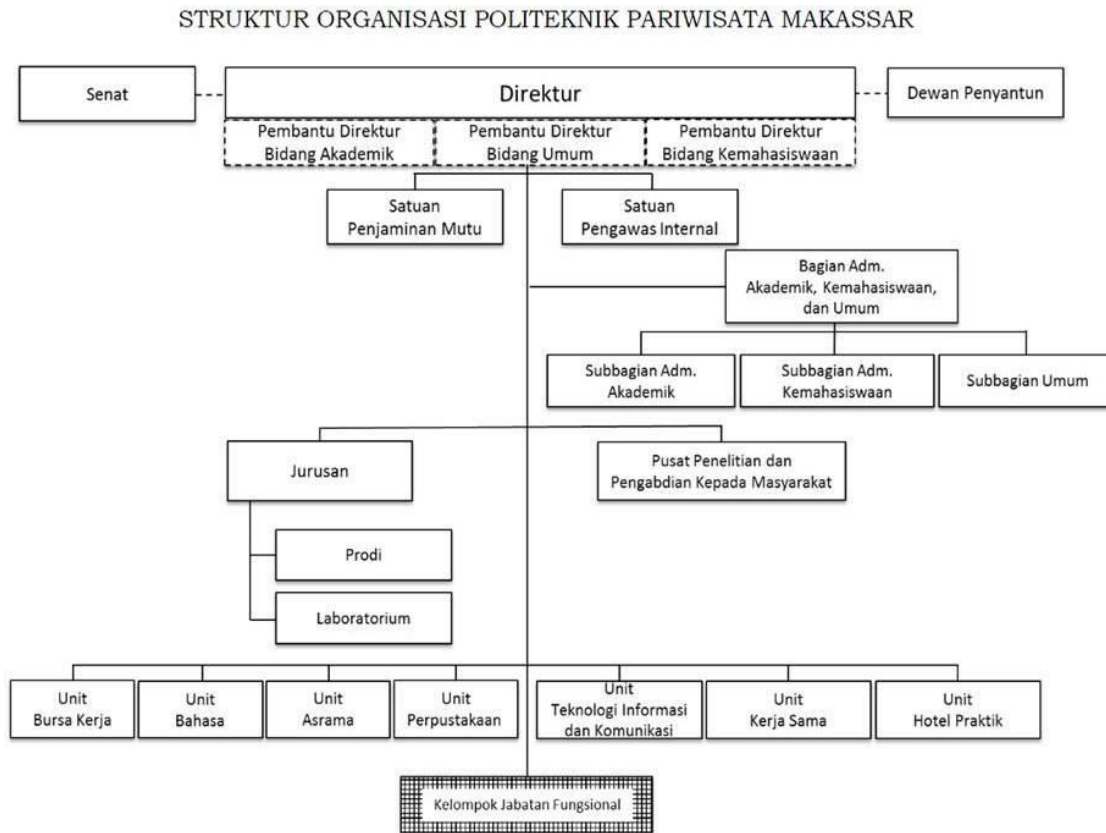 STRUKTUR ORGANISASI POLITEKNIK PARIWISATA MAKASSAR
Senat
Direktur
Dewan Penyantun
Pembantu Direktur
Bidang Akademik
Pembantu Direktur
Bidang Umum
Pembantu Direktur
Bidang Kemahasiswaan
Satuan
Penjaminan Mutu
Satuan
Pengawas Internal
Bagian Adm.
Akademik, Kemahasiswaan,
dan Umum
Subbagian Adm.
Akademik
Subbagian Adm.
Kemahasiswaan
Subbagian Umum
Jurusan
Pusat Penelitian dan
Pengabdian Kepada Masyarakat
Prodi
Laboratorium
Unit
Bursa Kerja
Unit
Bahasa
Unit
Asrama
Unit
Perpustakaan
Unit
Teknologi Informasi
dan Komunikasi
Unit
Kerja Sama
Unit
Hotel Praktik
Kelompok Jabatan Fungsional